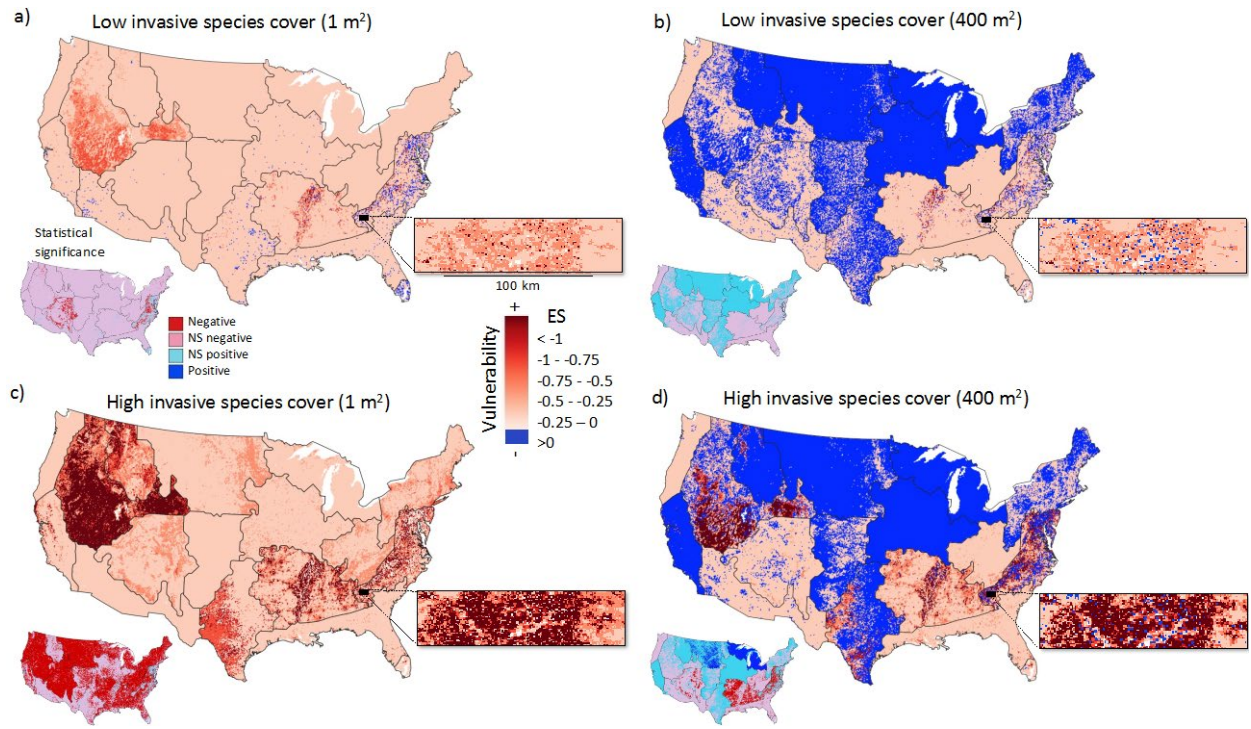 a)
Low invasive species cover (1 m²)
b)
Low invasive species cover (400 m²)
Statistical
significance
100 km
Negative
NS negative
NS positive
Positive
Vulnerability
+
-
ES
< -1
-1 - -0.75
-0.75 - -0.5
-0.5 - -0.25
-0.25 – 0
>0
c)
High invasive species cover (1 m²)
d)
High invasive species cover (400 m²)